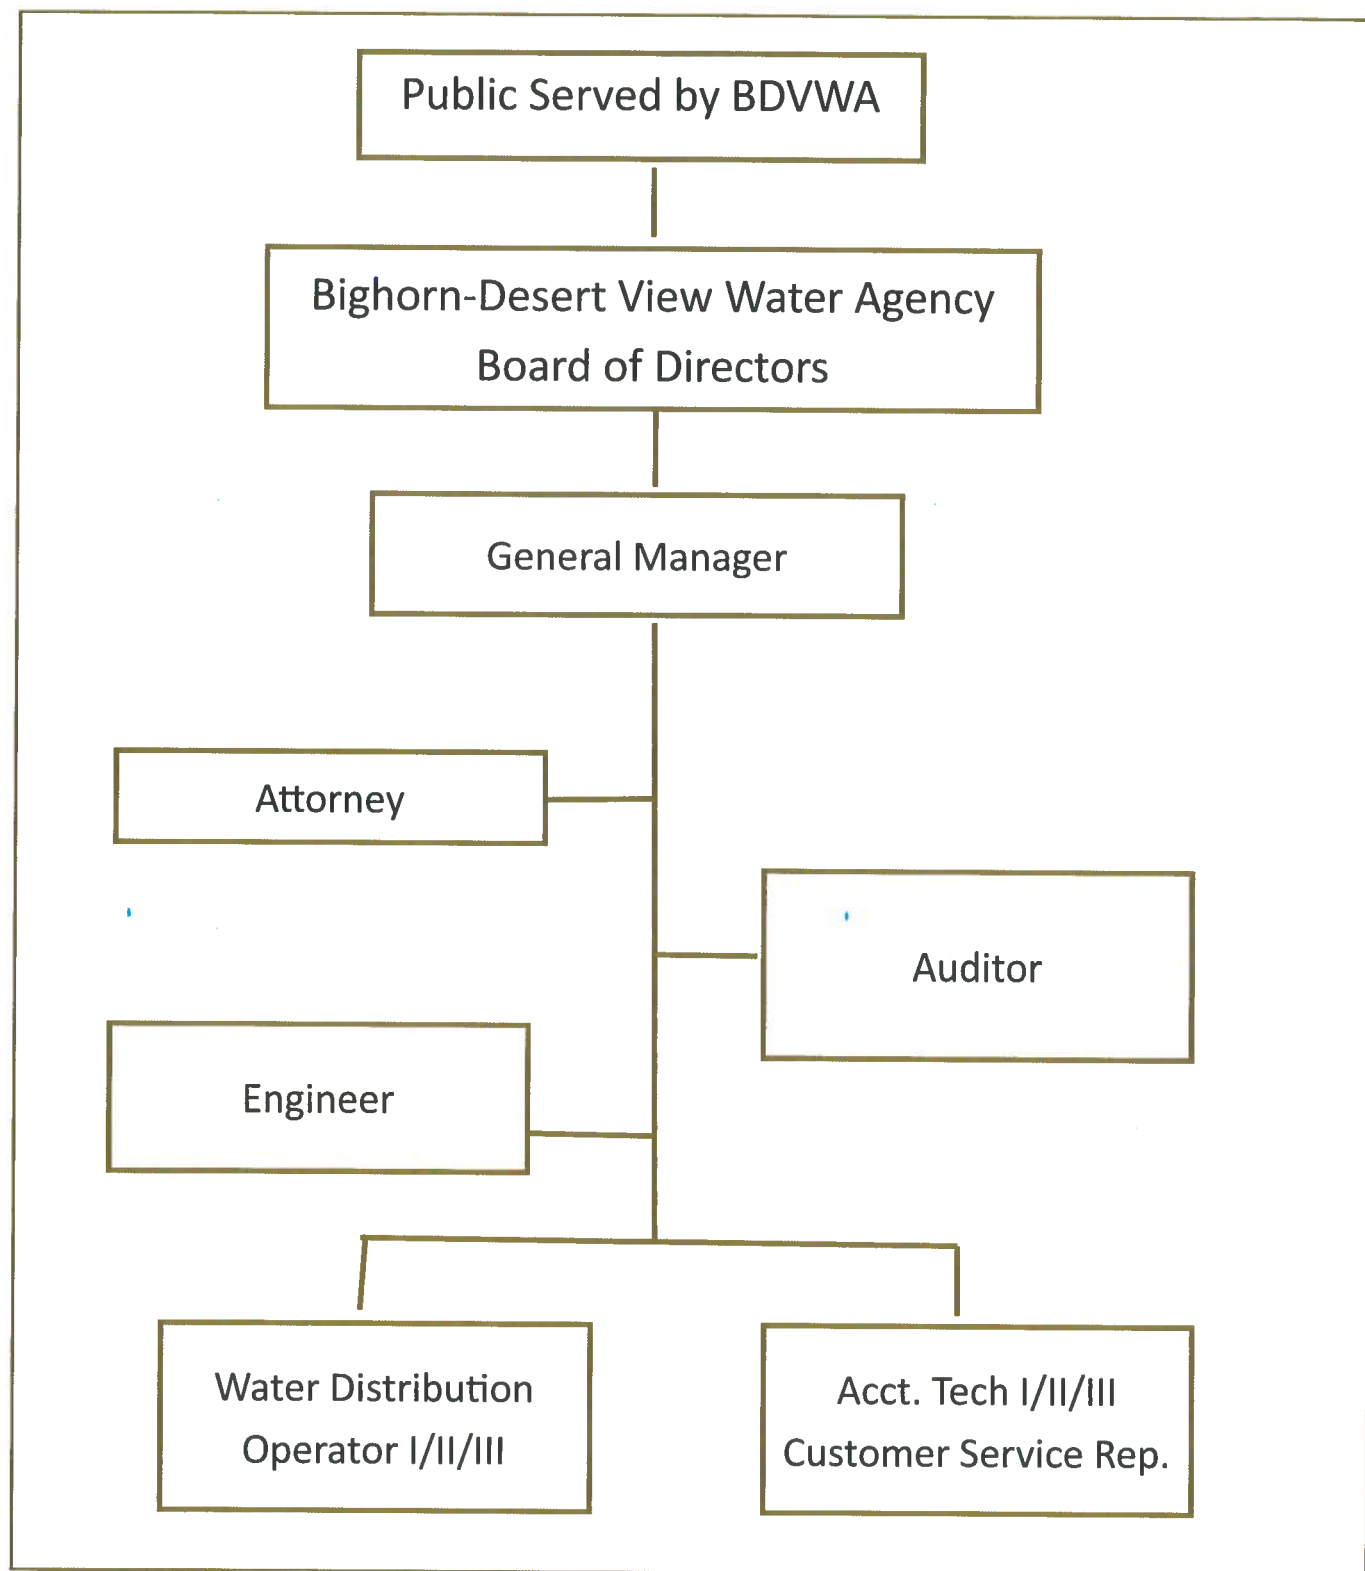 Public Served by BDVWA
Bighorn-Desert View Water Agency
Board of Directors
General Manager
Attorney
Auditor
Engineer
Water Distribution
Operator I/II/III
Acct. Tech I/II/III
Customer Service Rep.